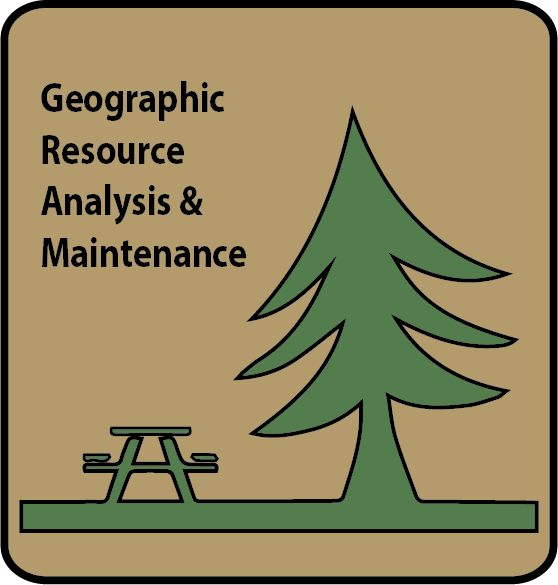 Geographic
Resource
Analysis &
Maintenance